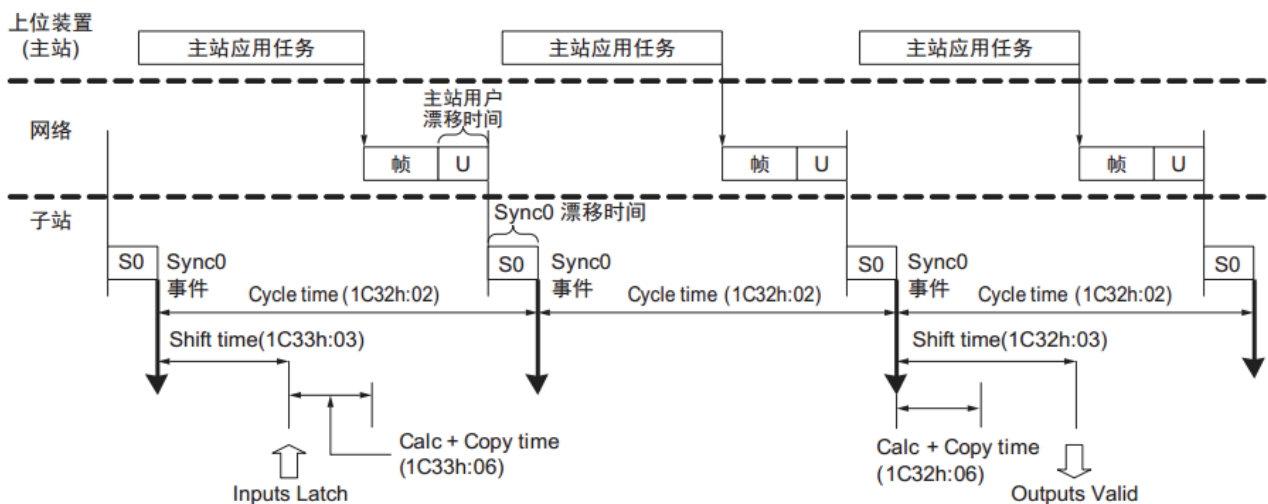 上位装置
(主站)
主站应用任务
主站应用任务
主站应用任务
网络
主站用户
漂移时间
帧
U
帧
U
帧
U
子站
Sync0 漂移时间
S0
Sync0
事件
S0
Sync0
事件
S0
Sync0
事件
S0
Cycle time (1C32h:02)
Cycle time (1C32h:02)
Cycle time (1C32h:02)
Shift time(1C33h:03)
Shift time(1C32h:03)
Calc + Copy time
(1C33h:06)
Calc + Copy time
(1C32h:06)
Inputs Latch
Outputs Valid